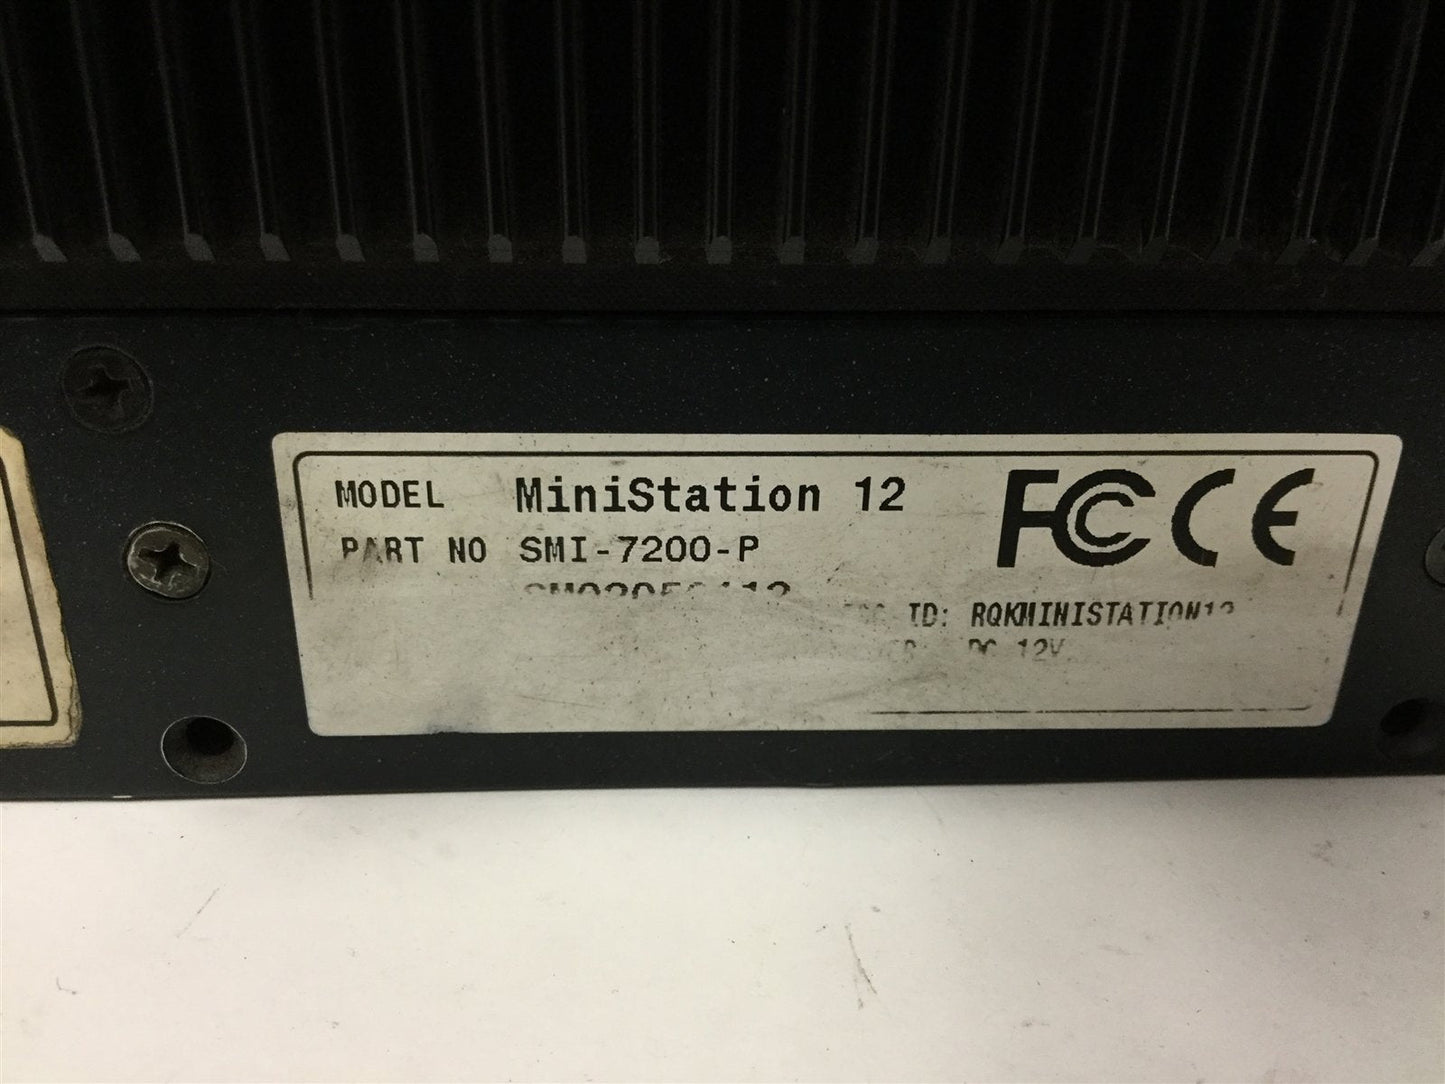 MODEL MiniStation 12 FC CE
PART NO SMI-7200-P
ID: RQKMINISTATION12
DC 12V